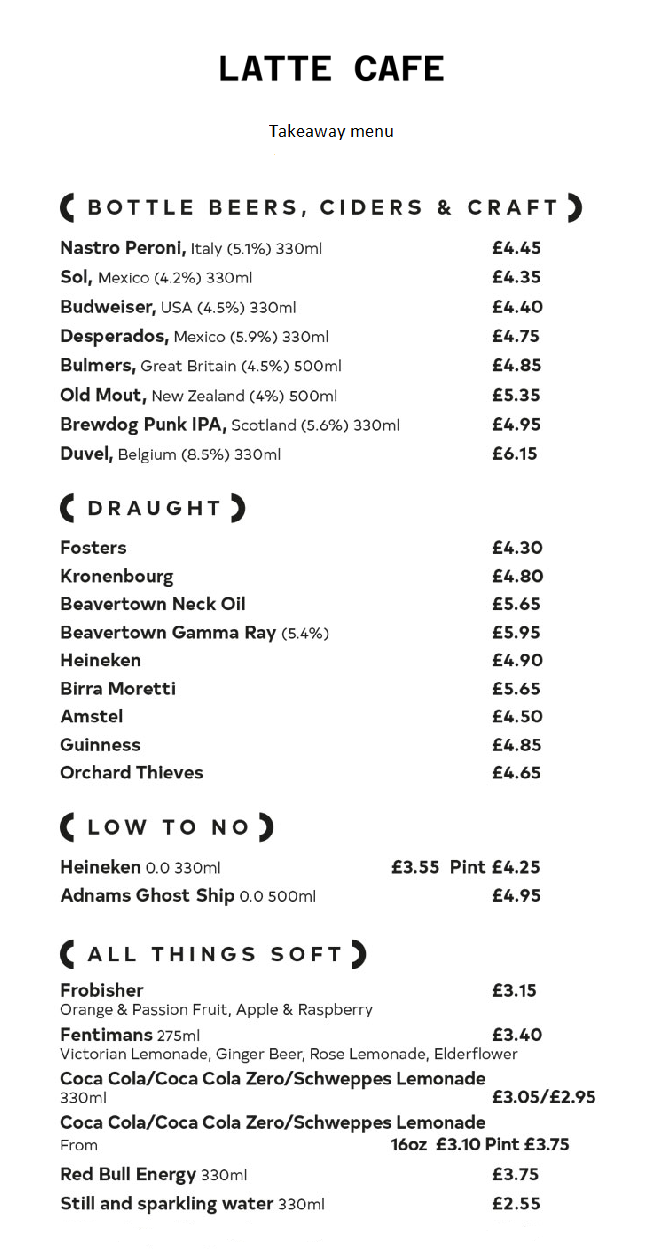 LATTE CAFE
Takeaway menu
BOTTLE BEERS, CIDERS & CRAFT
Nastro Peroni, Italy (5.1%) 330ml £4.45
Sol, Mexico (4.2%) 330ml £4.35
Budweiser, USA (4.5%) 330ml £4.40
Desperados, Mexico (5.9%) 330ml £4.75
Bulmers, Great Britain (4.5%) 500ml £4.85
Old Mout, New Zealand (4%) 500ml £5.35
Brewdog Punk IPA, Scotland (5.6%) 330ml £4.95
Duvel, Belgium (8.5%) 330ml £6.15
DRAUGHT
Fosters £4.30
Kronenbourg £4.80
Beavertown Neck Oil £5.65
Beavertown Gamma Ray (5.4%) £5.95
Heineken £4.90
Birra Moretti £5.65
Amstel £4.50
Guinness £4.85
Orchard Thieves £4.65
LOW TO NO
Heineken 0.0 330ml £3.55 Pint £4.25
Adnams Ghost Ship 0.0 500ml £4.95
ALL THINGS SOFT
Frobisher £3.15
Orange & Passion Fruit, Apple & Raspberry
Fentimans 275ml £3.40
Victorian Lemonade, Ginger Beer, Rose Lemonade, Elderflower
Coca Cola/Coca Cola Zero/Schweppes Lemonade
330ml £3.05/£2.95
Coca Cola/Coca Cola Zero/Schweppes Lemonade
From 16oz £3.10 Pint £3.75
Red Bull Energy 330ml £3.75
Still and sparkling water 330ml £2.55